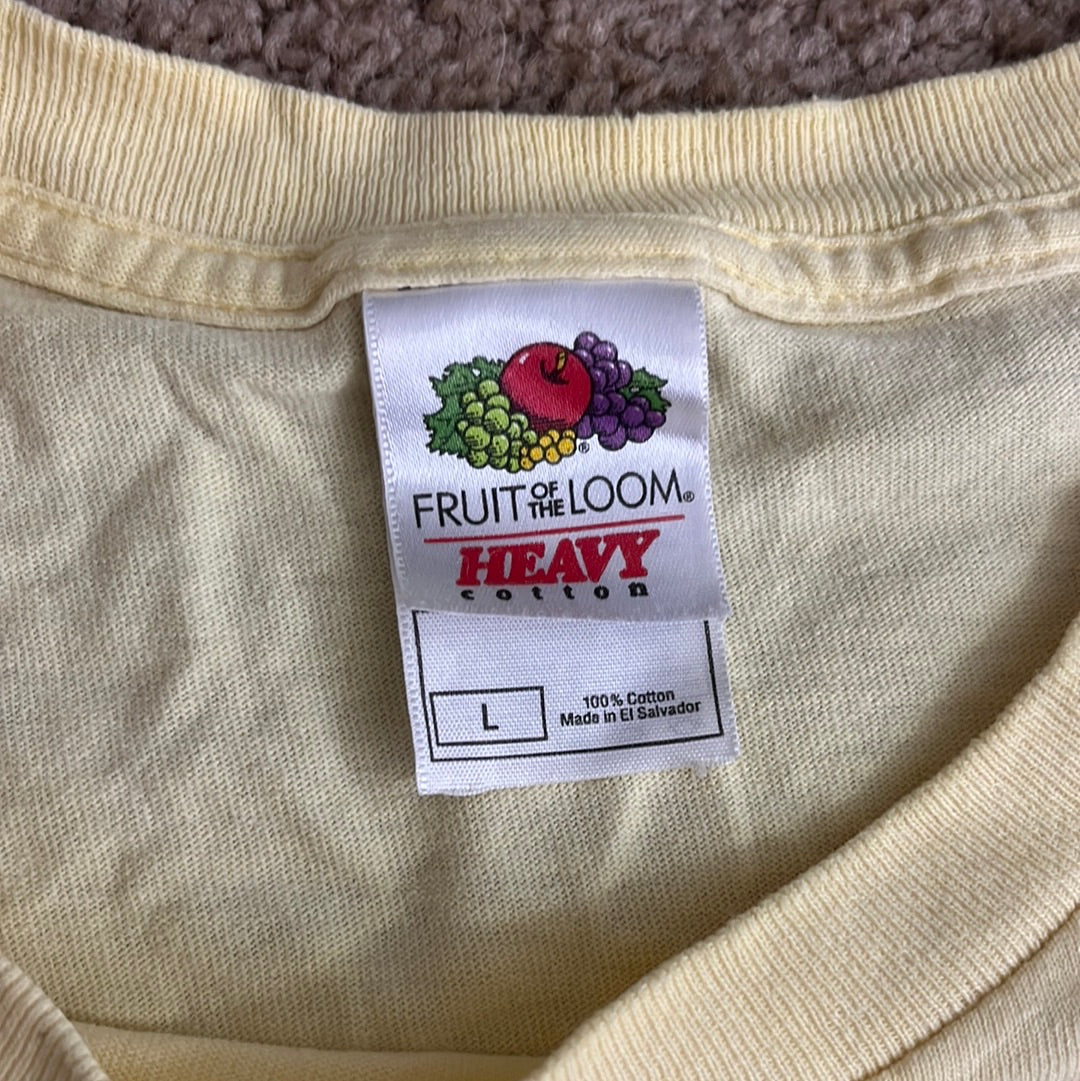 FRUIT OF THE LOOM®
HEAVY
cotton
L
100% Cotton
Made in El Salvador